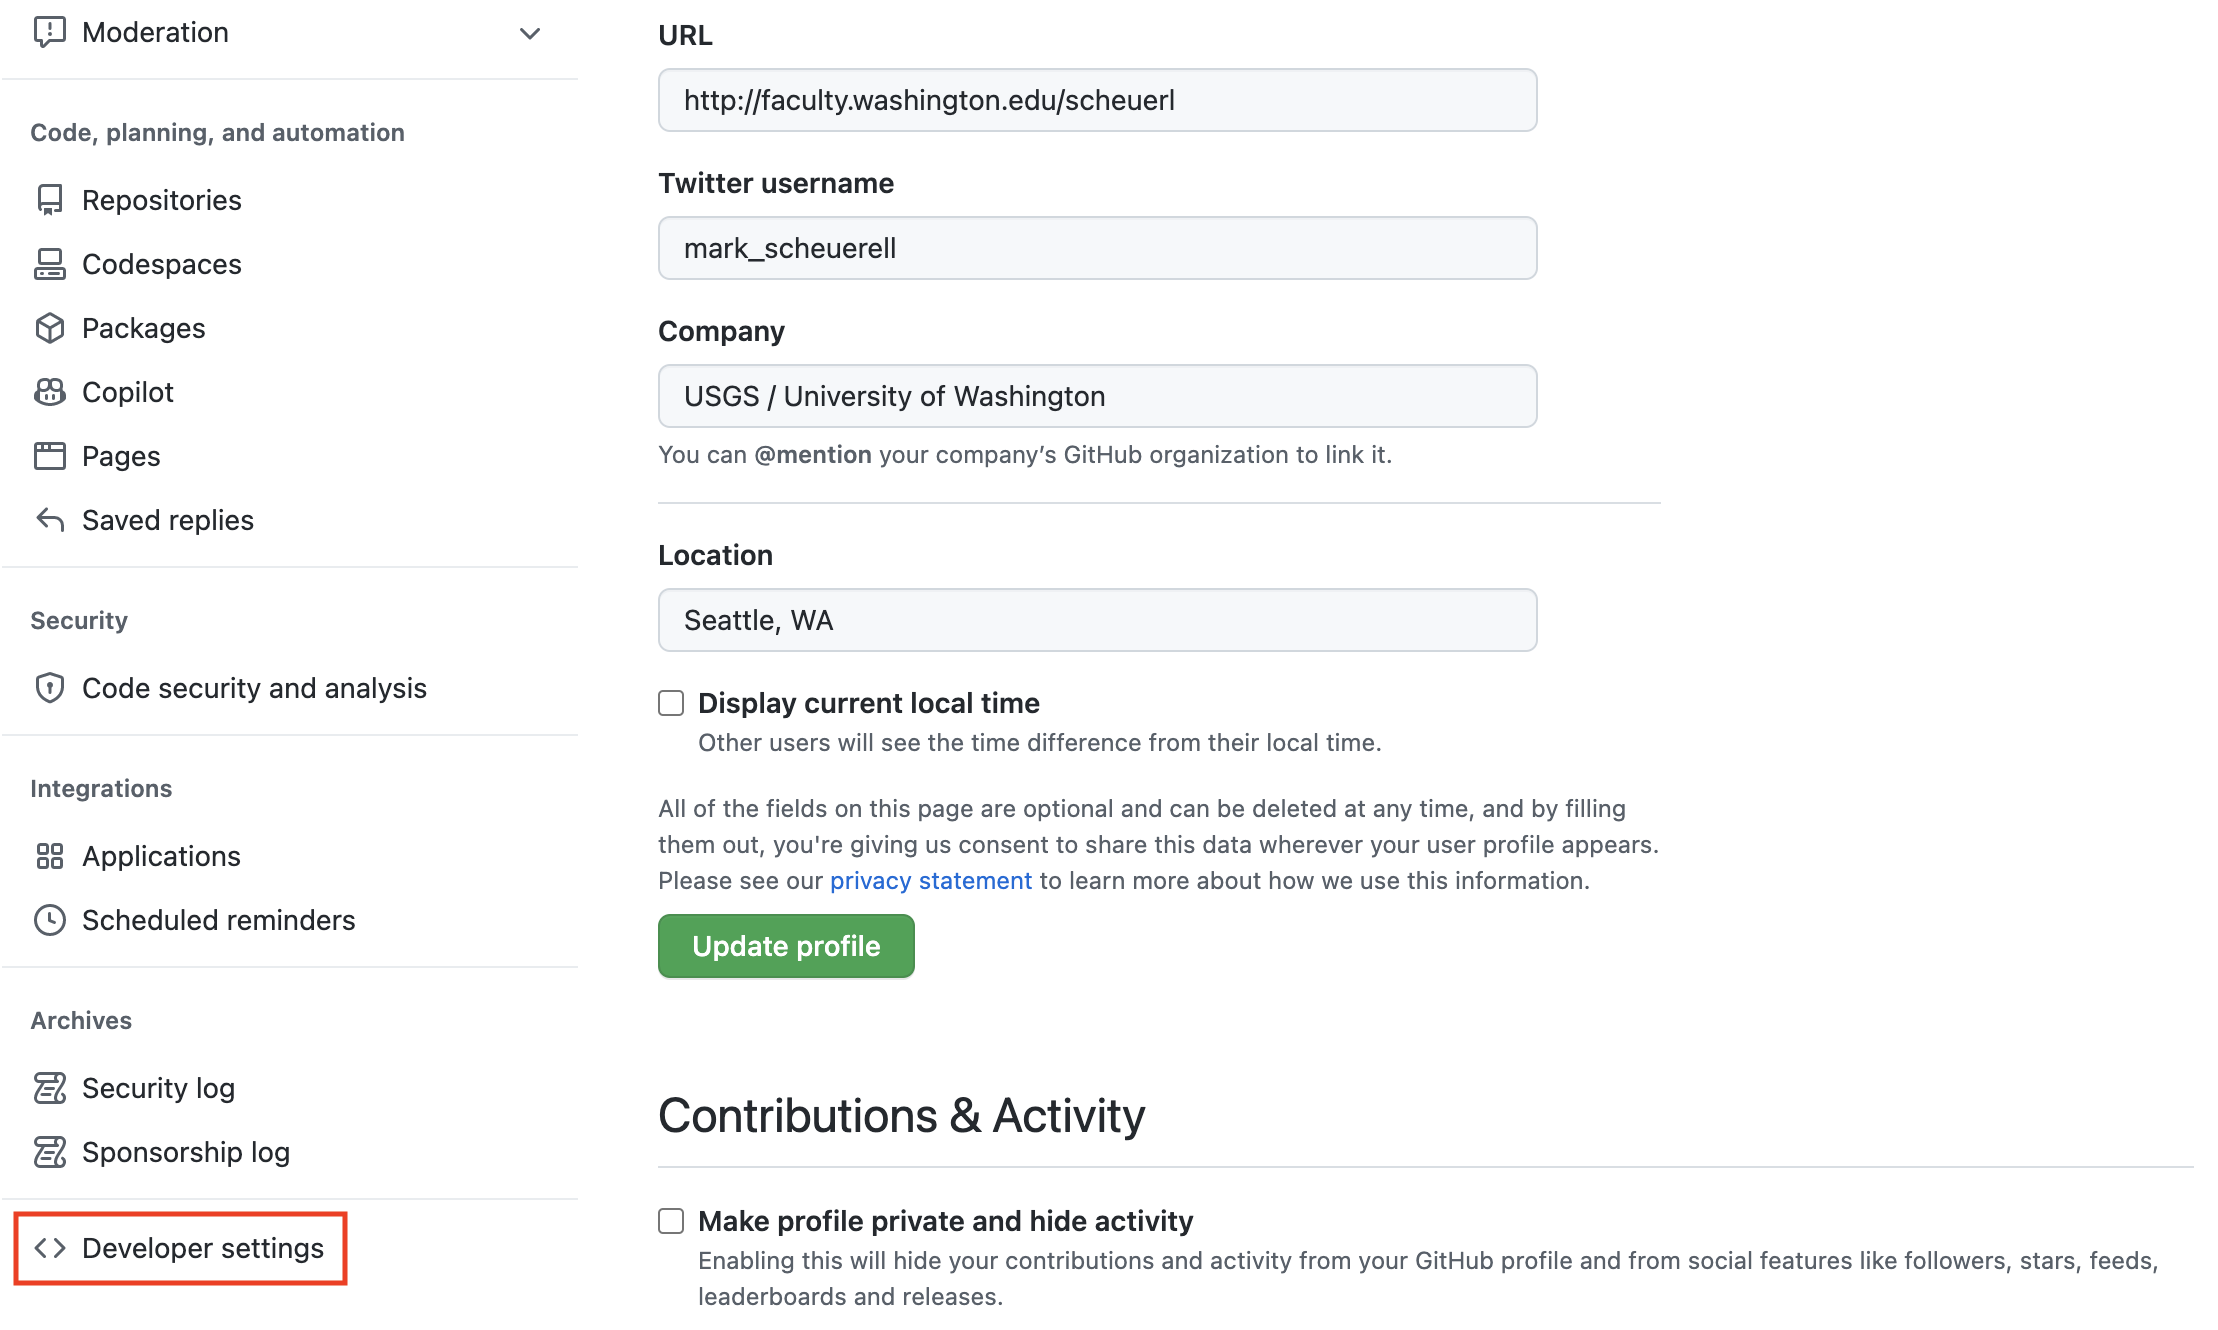 Moderation
Code, planning, and automation
Repositories
Codespaces
Packages
Copilot
Pages
Saved replies
Security
Code security and analysis
Integrations
Applications
Scheduled reminders
Archives
Security log
Sponsorship log
Developer settings
URL
http://faculty.washington.edu/scheuerl
Twitter username
mark_scheuerell
Company
USGS / University of Washington
You can @mention your company’s GitHub organization to link it.
Location
Seattle, WA
Display current local time
Other users will see the time difference from their local time.
All of the fields on this page are optional and can be deleted at any time, and by filling
them out, you're giving us consent to share this data wherever your user profile appears.
Please see our privacy statement to learn more about how we use this information.
Update profile
Contributions & Activity
Make profile private and hide activity
Enabling this will hide your contributions and activity from your GitHub profile and from social features like followers, stars, feeds,
leaderboards and releases.